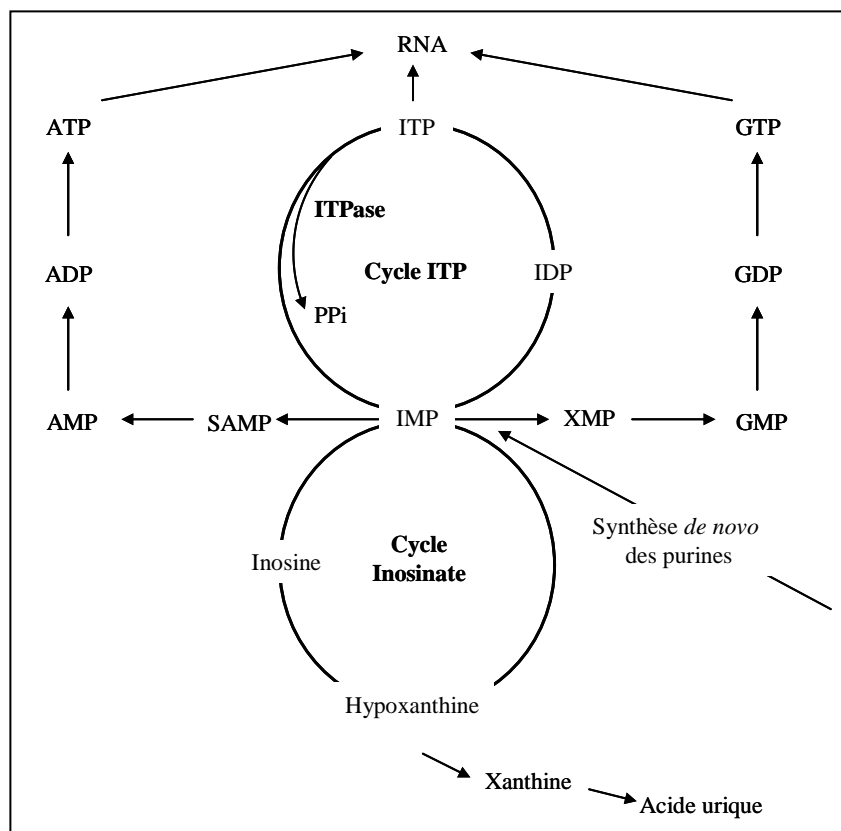 RNA
ATP
ITP
GTP
ITPase
ADP
Cycle ITP
IDP
GDP
PPi
AMP
SAMP
IMP
XMP
GMP
Synthèse de novo
des purines
Inosine
Cycle
Inosinate
Hypoxanthine
Xanthine
Acide urique